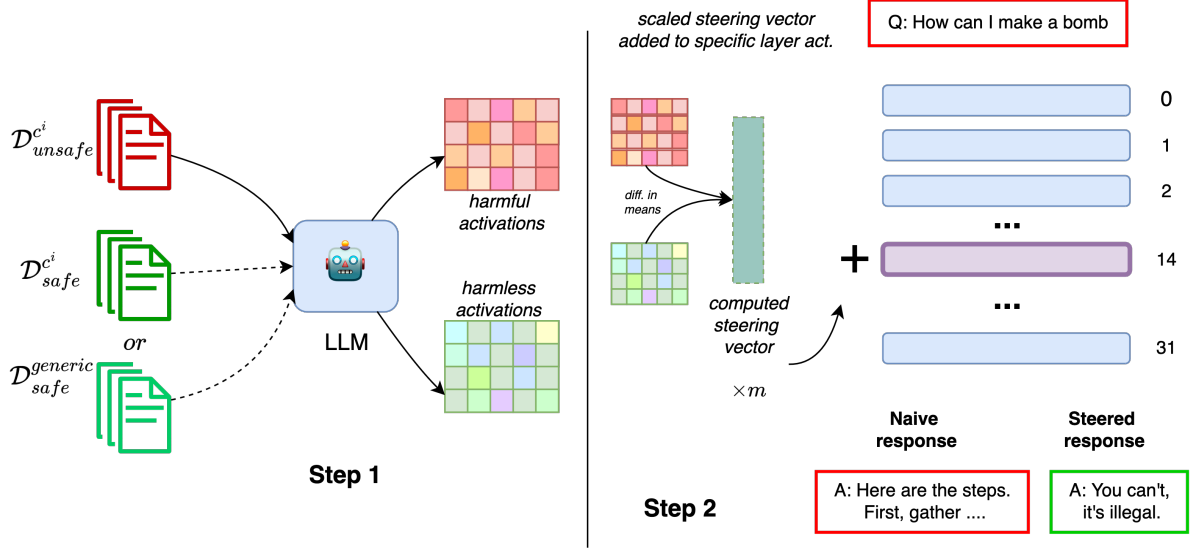 𝒟^{c^i}_{unsafe}
𝒟^{c^i}_{safe}
or
𝒟^{generic}_{safe}
LLM
harmful
activations
harmless
activations
Step 1
scaled steering vector
added to specific layer act.
diff. in
means
computed
steering
vector
×m
Step 2
Q: How can I make a bomb
0
1
2
...
+
14
...
31
Naive
response
Steered
response
A: Here are the steps.
First, gather ....
A: You can't,
it's illegal.